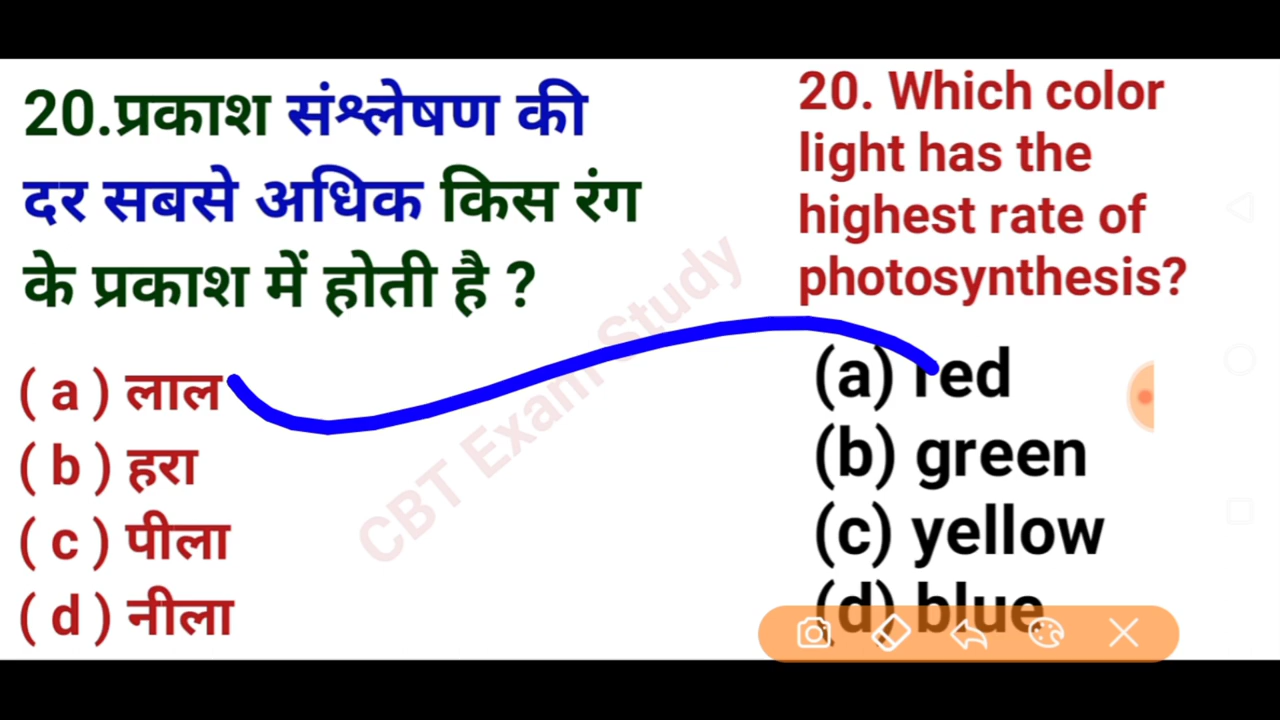 20.प्रकाश संश्लेषण की
दर सबसे अधिक किस रंग
के प्रकाश में होती है ?
( a ) लाल
( b ) हरा
( c ) पीला
( d ) नीला
20. Which color
light has the
highest rate of
photosynthesis?
(a) red
(b) green
(c) yellow
(d) blue
CBT Exam Study